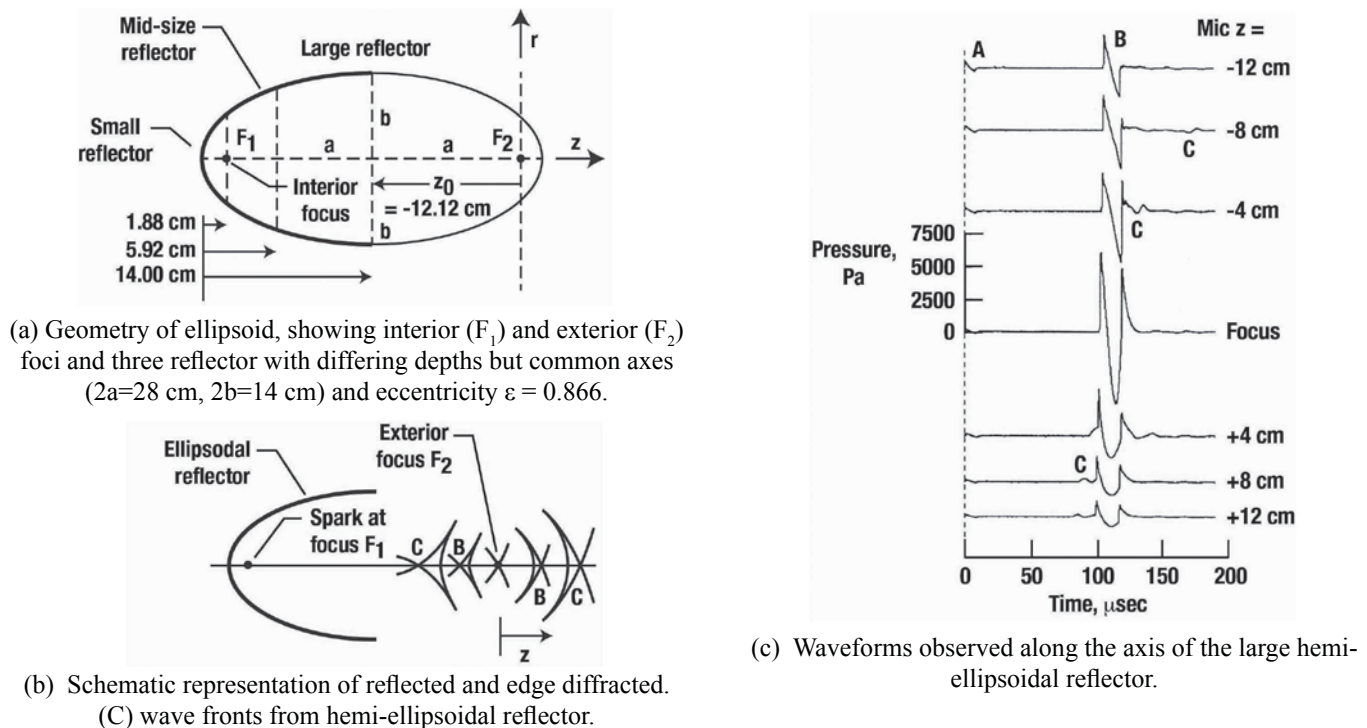 Mid-size
reflector
Large reflector
r
Small
reflector
F1
a
b
a
F2
z
Interior
focus
z0
= -12.12 cm
b
1.88 cm
5.92 cm
14.00 cm
(a) Geometry of ellipsoid, showing interior (F1) and exterior (F2)
foci and three reflector with differing depths but common axes
(2a=28 cm, 2b=14 cm) and eccentricity ε = 0.866.
Ellipsodal
reflector
Exterior
focus F2
Spark at
focus F1
C
B
B
C
z
(b) Schematic representation of reflected and edge diffracted.
(C) wave fronts from hemi-ellipsoidal reflector.
Mic z =
A
B
-12 cm
-8 cm
C
-4 cm
C
Pressure,
Pa
7500
5000
2500
0
Focus
+4 cm
C
+8 cm
+12 cm
0
50
100
150
200
Time, μsec
(c) Waveforms observed along the axis of the large hemi-
ellipsoidal reflector.